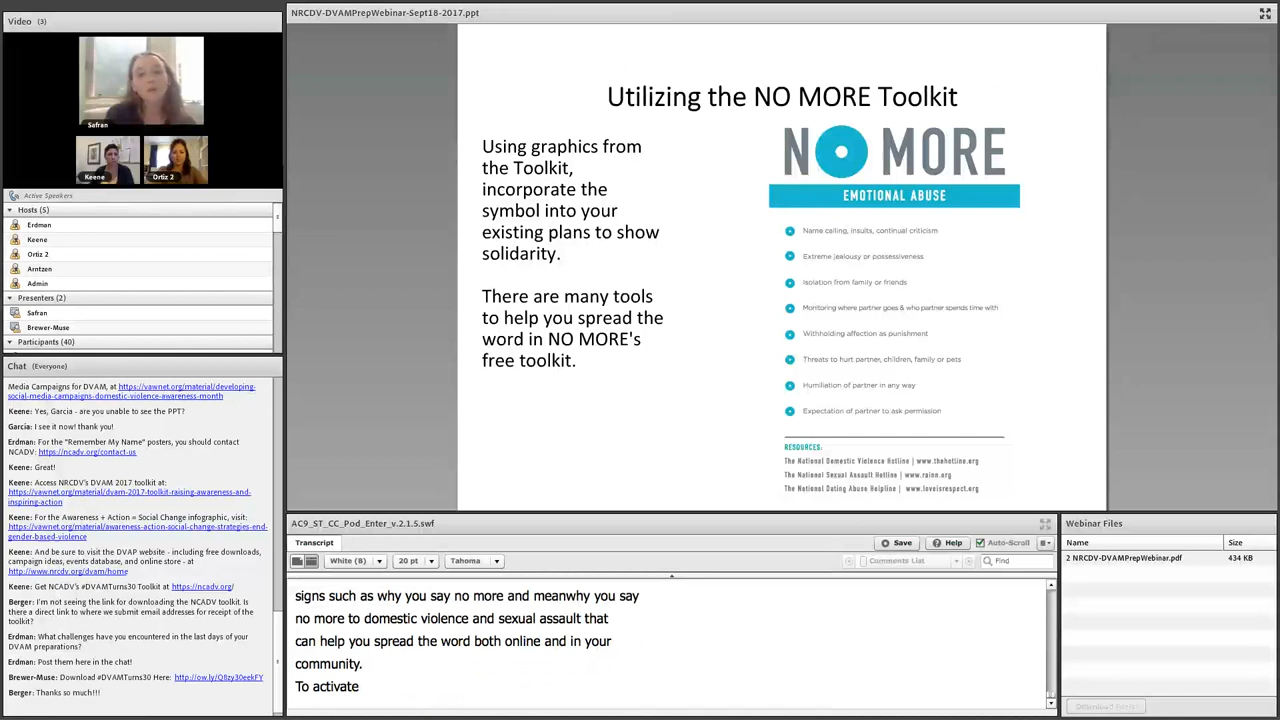 Video (3)
Safran
Keene
Ortiz 2
Active Speakers
Hosts (5)
Erdman
Keene
Ortiz 2
Arntzen
Admin
Presenters (2)
Safran
Brewer-Muse
Participants (40)
Chat (Everyone)
Media Campaigns for DVAM, at https://vawnet.org/material/developing-
social-media-campaigns-domestic-violence-awareness-month
Keene: Yes, Garcia - are you unable to see the PPT?
Garcia: I see it now! thank you!
Erdman: For the "Remember My Name" posters, you should contact
NCADV: https://ncadv.org/contact-us
Keene: Great!
Keene: Access NRCDV's DVAM 2017 toolkit at:
https://vawnet.org/material/dvam-2017-toolkit-raising-awareness-and-
inspiring-action
Keene: For the Awareness + Action = Social Change infographic, visit:
https://vawnet.org/material/awareness-action-social-change-strategies-end-
gender-based-violence
Keene: And be sure to visit the DVAP website - including free downloads,
campaign ideas, events database, and online store - at
http://www.nrcdv.org/dvam/home
Keene: Get NCADV's #DVAMTurns30 Toolkit at https://ncadv.org/
Berger: I'm not seeing the link for downloading the NCADV toolkit. Is
there a direct link to where we submit email addresses for receipt of the
toolkit?
Erdman: What challenges have you encountered in the last days of your
DVAM preparations?
Erdman: Post them here in the chat!
Brewer-Muse: Download #DVAMTurns30 Here: http://ow.ly/Q8zy30eekFY
Berger: Thanks so much!!!
NRCDV-DVAMPrepWebinar-Sept18-2017.ppt
Utilizing the NO MORE Toolkit
Using graphics from
the Toolkit,
incorporate the
symbol into your
existing plans to show
solidarity.
There are many tools
to help you spread the
word in NO MORE's
free toolkit.
NO MORE
EMOTIONAL ABUSE
Name calling, insults, continual criticism
Extreme jealousy or possessiveness
Isolation from family or friends
Monitoring where partner goes & who partner spends time with
Withholding affection as punishment
Threats to hurt partner, children, family or pets
Humiliation of partner in any way
Expectation of partner to ask permission
RESOURCES:
The National Domestic Violence Hotline | www.thehotline.org
The National Sexual Assault Hotline | www.rainn.org
The National Dating Abuse Helpline | www.loveisrespect.org
AC9_ST_CC_Pod_Enter_v.2.1.5.swf
Transcript
Save
Help
Auto-Scroll
White (B)
20 pt
Tahoma
Comments List
Find
signs such as why you say no more and meanwhy you say
no more to domestic violence and sexual assault that
can help you spread the word both online and in your
community.
To activate
Webinar Files
Name Size
2 NRCDV-DVAMPrepWebinar.pdf 434 KB